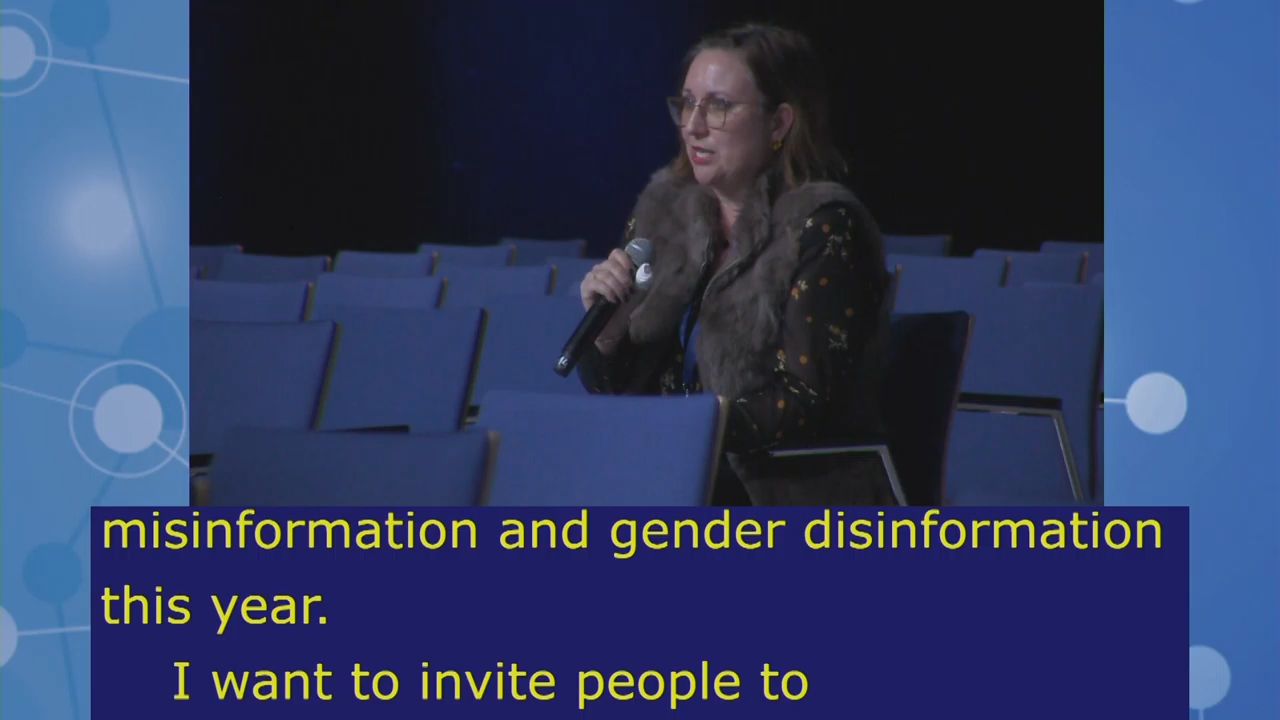 misinformation and gender disinformation
this year.
I want to invite people to